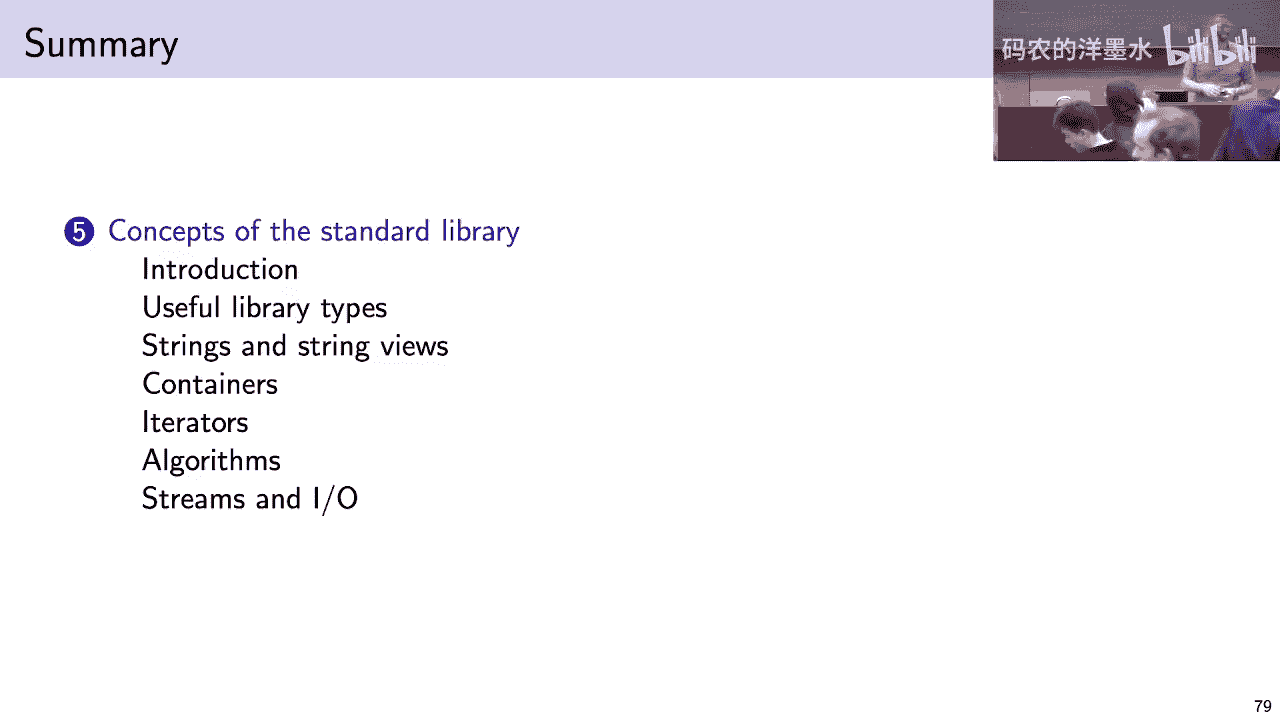 Summary
码农的洋墨水 bilibili
5 Concepts of the standard library
Introduction
Useful library types
Strings and string views
Containers
Iterators
Algorithms
Streams and I/O
79